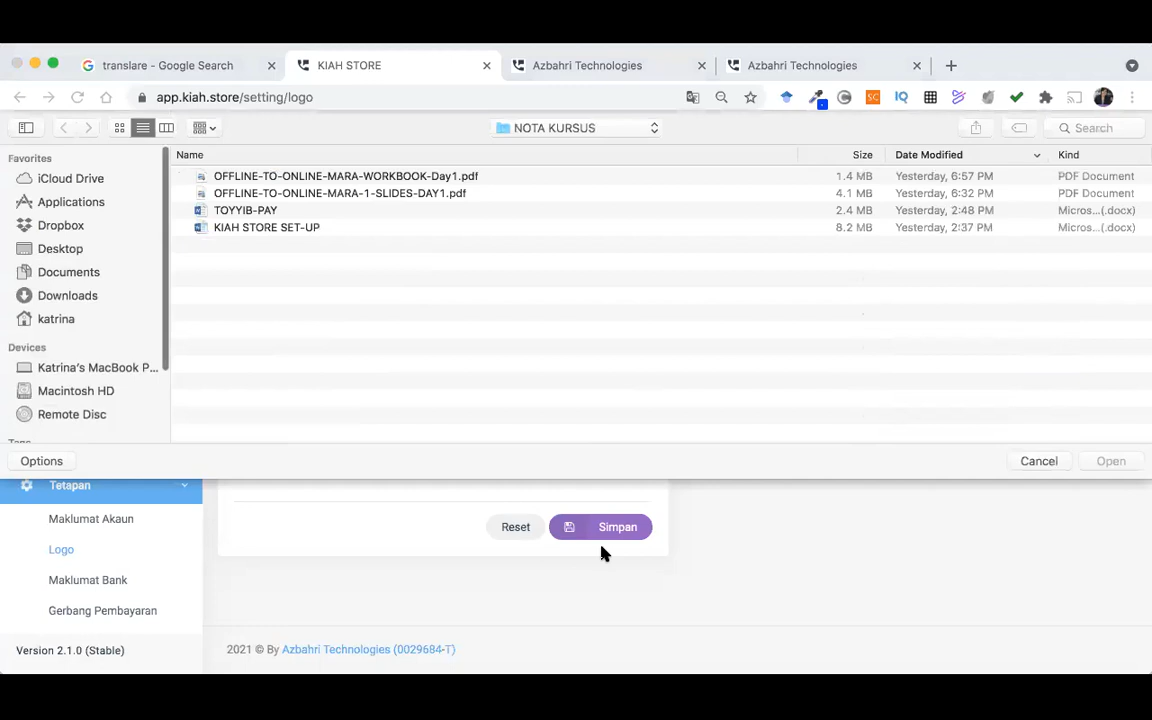 translare - Google Search
KIAH STORE
Azbahri Technologies
Azbahri Technologies
app.kiah.store/setting/logo
NOTA KURSUS
Search
Favorites
iCloud Drive
Applications
Dropbox
Desktop
Documents
Downloads
katrina
Devices
Katrina's MacBook P...
Macintosh HD
Remote Disc
Name Size Date Modified Kind
OFFLINE-TO-ONLINE-MARA-WORKBOOK-Day1.pdf 1.4 MB Yesterday, 6:57 PM PDF Document
OFFLINE-TO-ONLINE-MARA-1-SLIDES-DAY1.pdf 4.1 MB Yesterday, 6:32 PM PDF Document
TOYYIB-PAY 2.4 MB Yesterday, 2:48 PM Micros...(.docx)
KIAH STORE SET-UP 8.2 MB Yesterday, 2:37 PM Micros...(.docx)
Options
Cancel
Open
Tetapan
Maklumat Akaun
Logo
Maklumat Bank
Gerbang Pembayaran
Version 2.1.0 (Stable)
Reset
Simpan
2021 © By Azbahri Technologies (0029684-T)